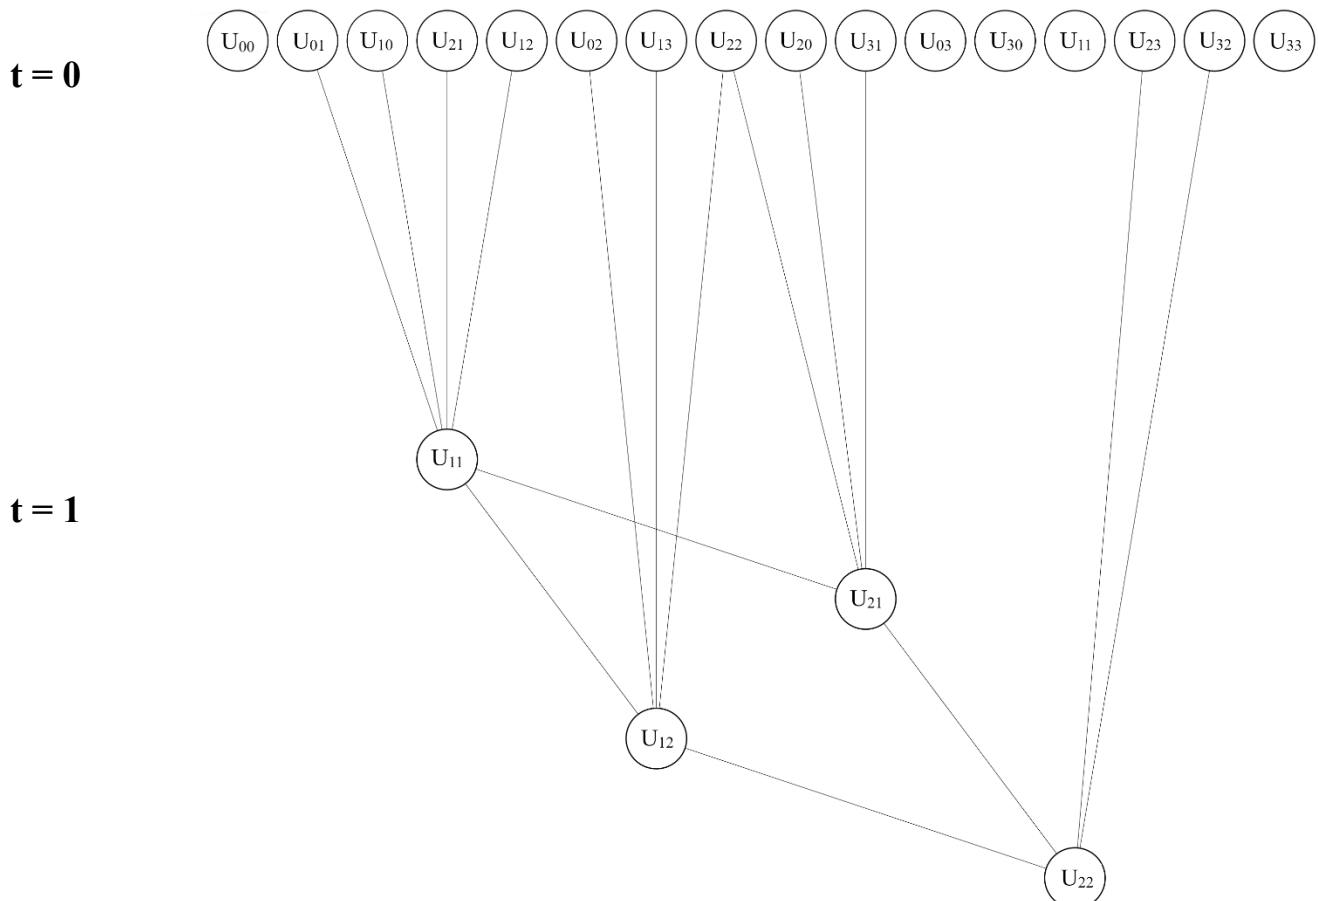 U₀₀ U₀₁ U₁₀ U₂₁ U₁₂ U₀₂ U₁₃ U₂₂ U₂₀ U₃₁ U₀₃ U₃₀ U₁₁ U₂₃ U₃₂ U₃₃
t = 0
U₁₁
t = 1
U₂₁
U₁₂
U₂₂